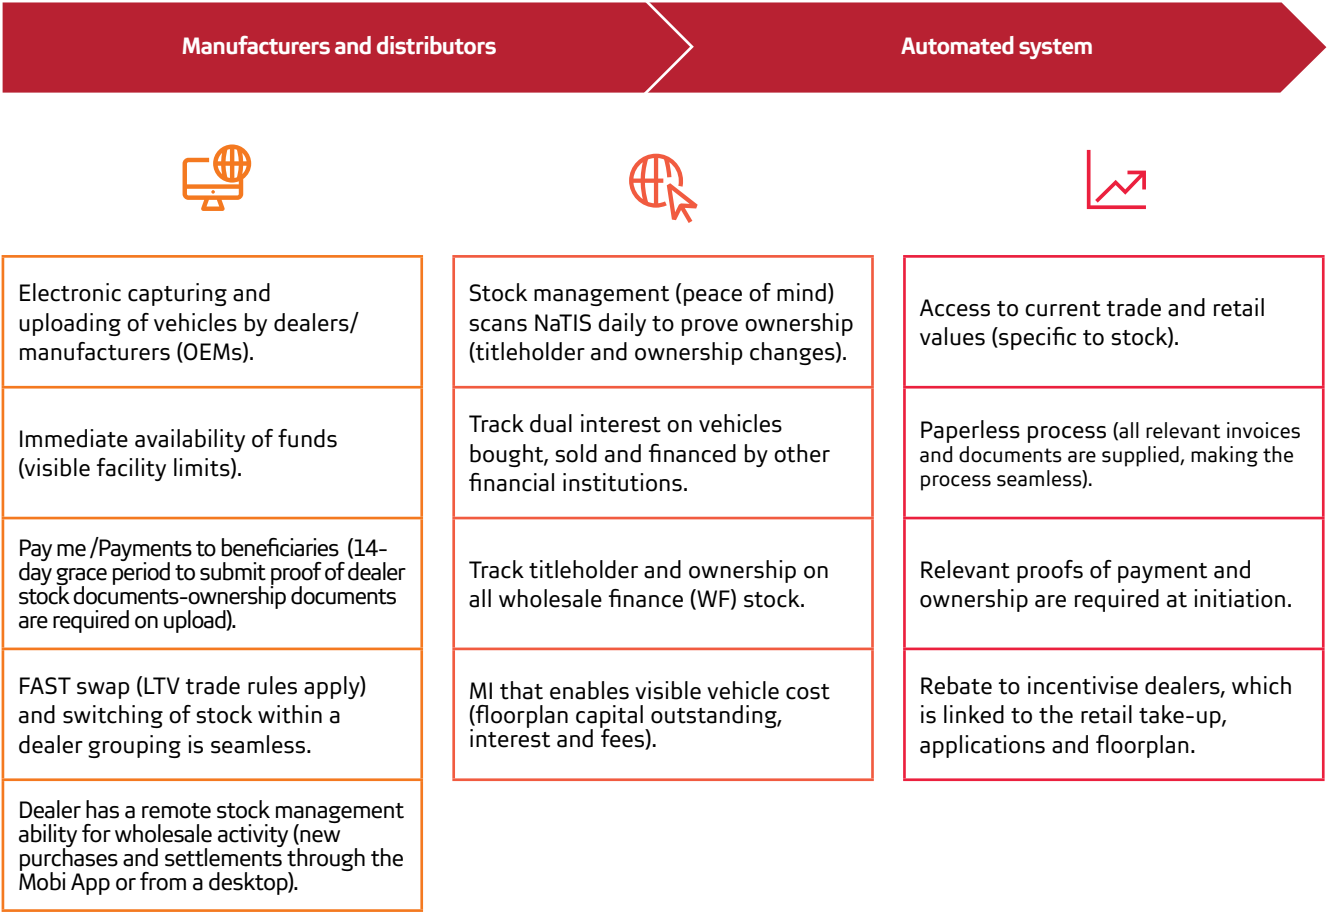 Manufacturers and distributors
Automated system
Electronic capturing and
uploading of vehicles by dealers/
manufacturers (OEMs).
Immediate availability of funds
(visible facility limits).
Pay me /Payments to beneficiaries (14-
day grace period to submit proof of dealer
stock documents-ownership documents
are required on upload).
FAST swap (LTV trade rules apply)
and switching of stock within a
dealer grouping is seamless.
Dealer has a remote stock management
ability for wholesale activity (new
purchases and settlements through the
Mobi App or from a desktop).
Stock management (peace of mind)
scans NaTIS daily to prove ownership
(titleholder and ownership changes).
Track dual interest on vehicles
bought, sold and financed by other
financial institutions.
Track titleholder and ownership on
all wholesale finance (WF) stock.
MI that enables visible vehicle cost
(floorplan capital outstanding,
interest and fees).
Access to current trade and retail
values (specific to stock).
Paperless process (all relevant invoices
and documents are supplied, making the
process seamless).
Relevant proofs of payment and
ownership are required at initiation.
Rebate to incentivise dealers, which
is linked to the retail take-up,
applications and floorplan.